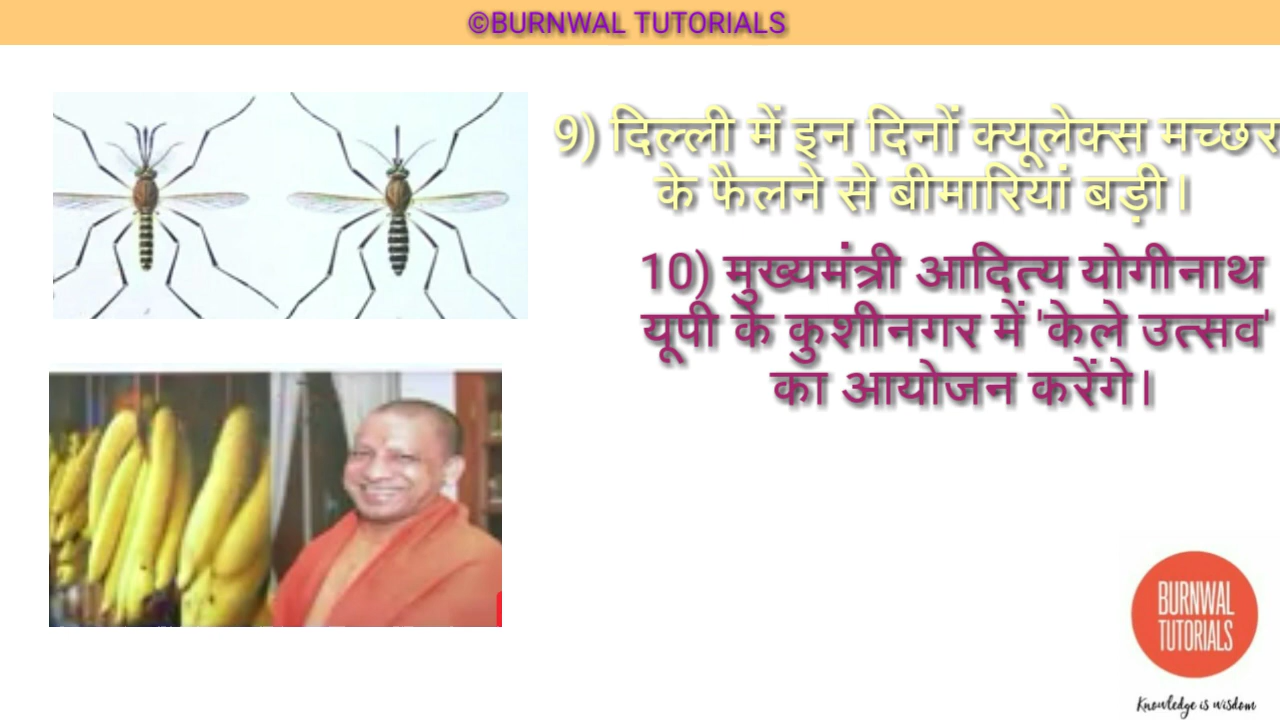 ©BURNWAL TUTORIALS
9) दिल्ली में इन दिनों क्यूलेक्स मच्छर
के फैलने से बीमारियां बड़ी।
10) मुख्यमंत्री आदित्य योगीनाथ
यूपी के कुशीनगर में 'केले उत्सव'
का आयोजन करेंगे।
BURNWAL
TUTORIALS
Knowledge is wisdom